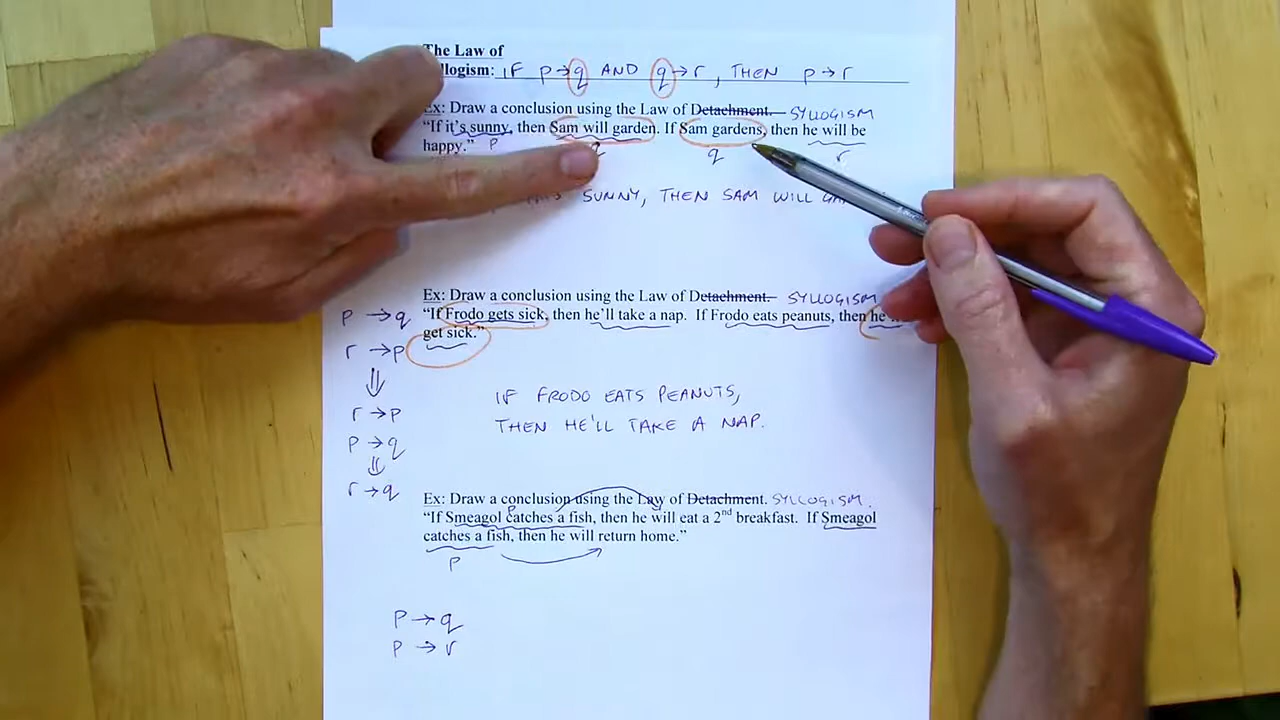 The Law of
llogism: IF p→q AND q→r, THEN p→r
Ex: Draw a conclusion using the Law of Detachment. SYLLOGISM
"If it's sunny, then Sam will garden. If Sam gardens, then he will be
happy." p q q r
SUNNY, THEN SAM WILL
Ex: Draw a conclusion using the Law of Detachment. SYLLOGISM
"If Frodo gets sick, then he'll take a nap. If Frodo eats peanuts, then he
get sick."
p → q
r → p
⇓
r → p
p → q
⇓
r → q
IF FRODO EATS PEANUTS,
THEN HE'LL TAKE A NAP.
Ex: Draw a conclusion using the Law of Detachment. SYLLOGISM.
p
"If Smeagol catches a fish, then he will eat a 2nd breakfast. If Smeagol
catches a fish, then he will return home."
p
p → q
p → r